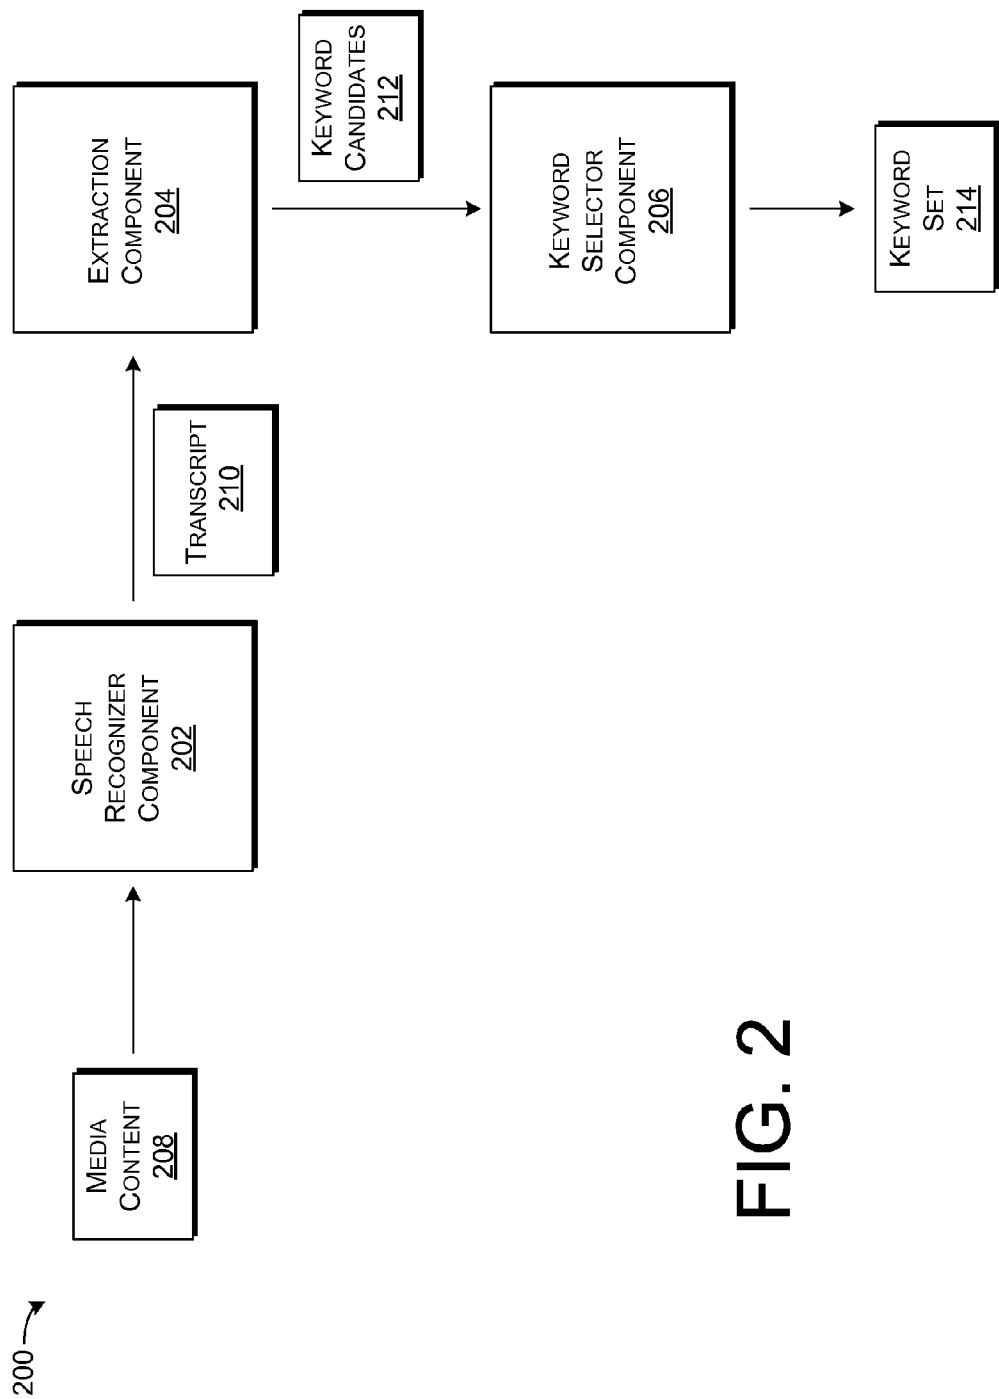 200
MEDIA
CONTENT
208
SPEECH
RECOGNIZER
COMPONENT
202
TRANSCRIPT
210
EXTRACTION
COMPONENT
204
KEYWORD
CANDIDATES
212
KEYWORD
SELECTOR
COMPONENT
206
KEYWORD
SET
214
FIG. 2